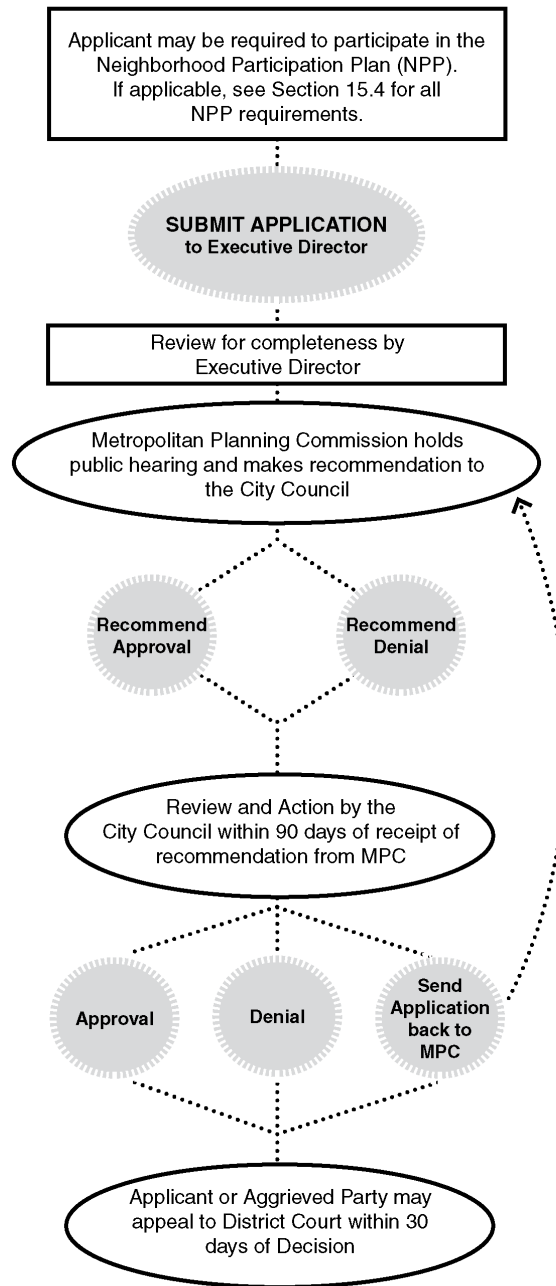 Applicant may be required to participate in the
Neighborhood Participation Plan (NPP).
If applicable, see Section 15.4 for all
NPP requirements.
SUBMIT APPLICATION
to Executive Director
Review for completeness by
Executive Director
Metropolitan Planning Commission holds
public hearing and makes recommendation to
the City Council
Recommend
Approval
Recommend
Denial
Review and Action by the
City Council within 90 days of receipt of
recommendation from MPC
Approval
Denial
Send
Application
back to
MPC
Applicant or Aggrieved Party may
appeal to District Court within 30
days of Decision